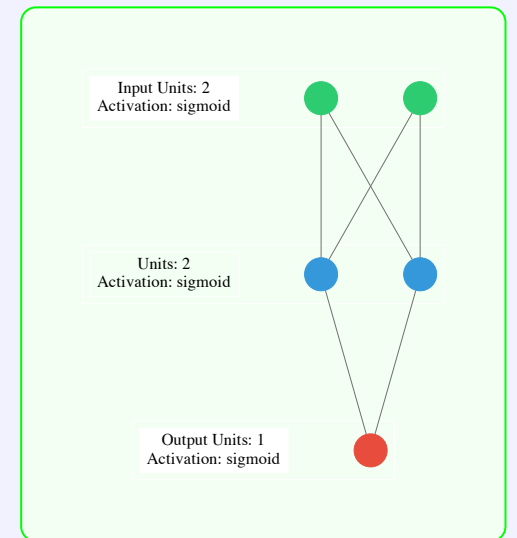 Input Units: 2
Activation: sigmoid
Units: 2
Activation: sigmoid
Output Units: 1
Activation: sigmoid